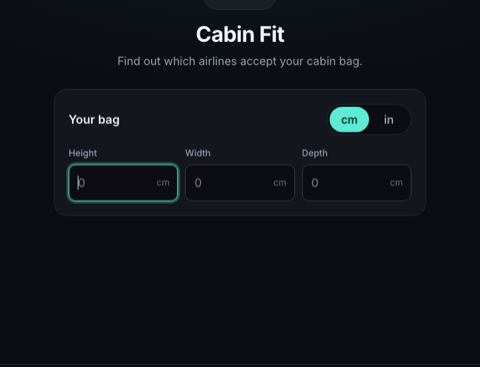 Cabin Fit
Find out which airlines accept your cabin bag.
Your bag
cm in
Height Width Depth
0 cm 0 cm 0 cm